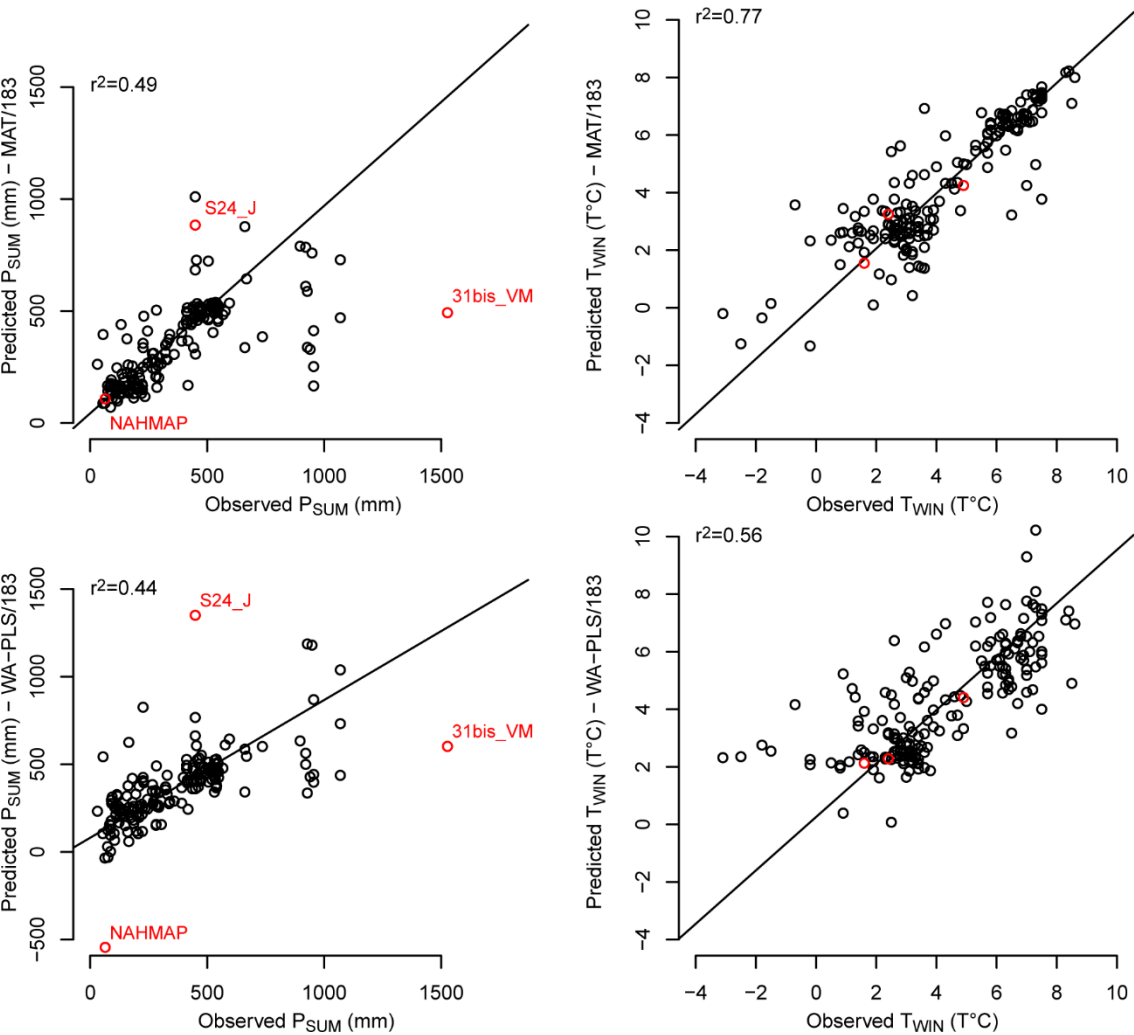 r²=0.49
Predicted P_SUM (mm) − MAT/183
1500
1000
500
0
S24_J
31bis_VM
NAHMAP
0 500 1000 1500
Observed P_SUM (mm)
r²=0.77
Predicted T_WIN (T°C) − MAT/183
10
8
6
4
2
0
−2
−4
−4 −2 0 2 4 6 8 10
Observed T_WIN (T°C)
r²=0.44
Predicted P_SUM (mm) − WA−PLS/183
1500
1000
500
0
−500
S24_J
31bis_VM
NAHMAP
0 500 1000 1500
Observed P_SUM (mm)
r²=0.56
Predicted T_WIN (T°C) − WA−PLS/183
10
8
6
4
2
0
−2
−4
−4 −2 0 2 4 6 8 10
Observed T_WIN (T°C)